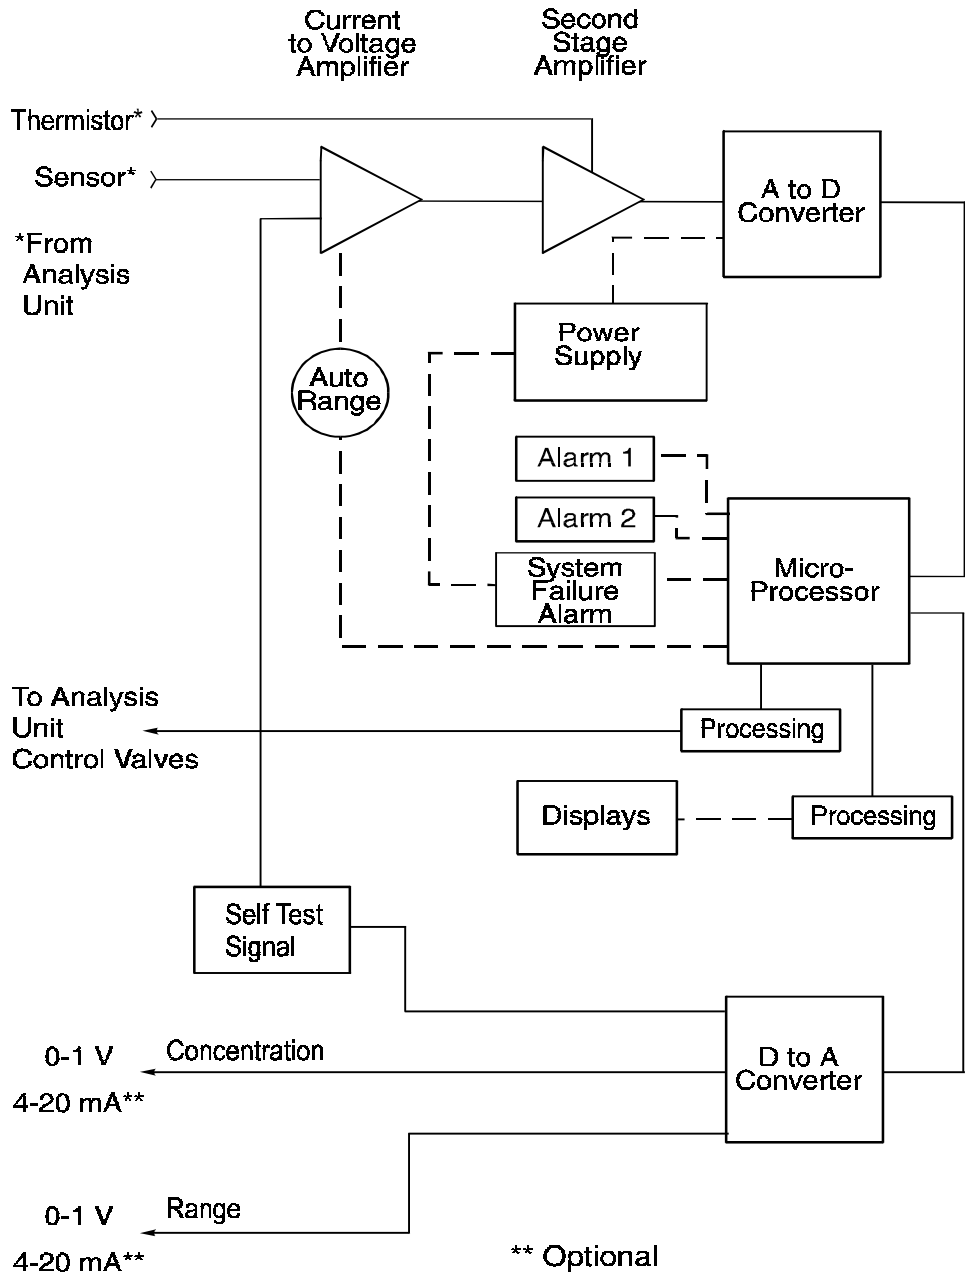 Current
to Voltage
Amplifier
Second
Stage
Amplifier
Thermistor*
Sensor*
*From
Analysis
Unit
A to D
Converter
Power
Supply
Auto
Range
Alarm 1
Alarm 2
System
Failure
Alarm
Micro-
Processor
To Analysis
Unit
Control Valves
Processing
Displays
Processing
Self Test
Signal
D to A
Converter
0-1 V
Concentration
4-20 mA**
0-1 V
Range
4-20 mA**
** Optional